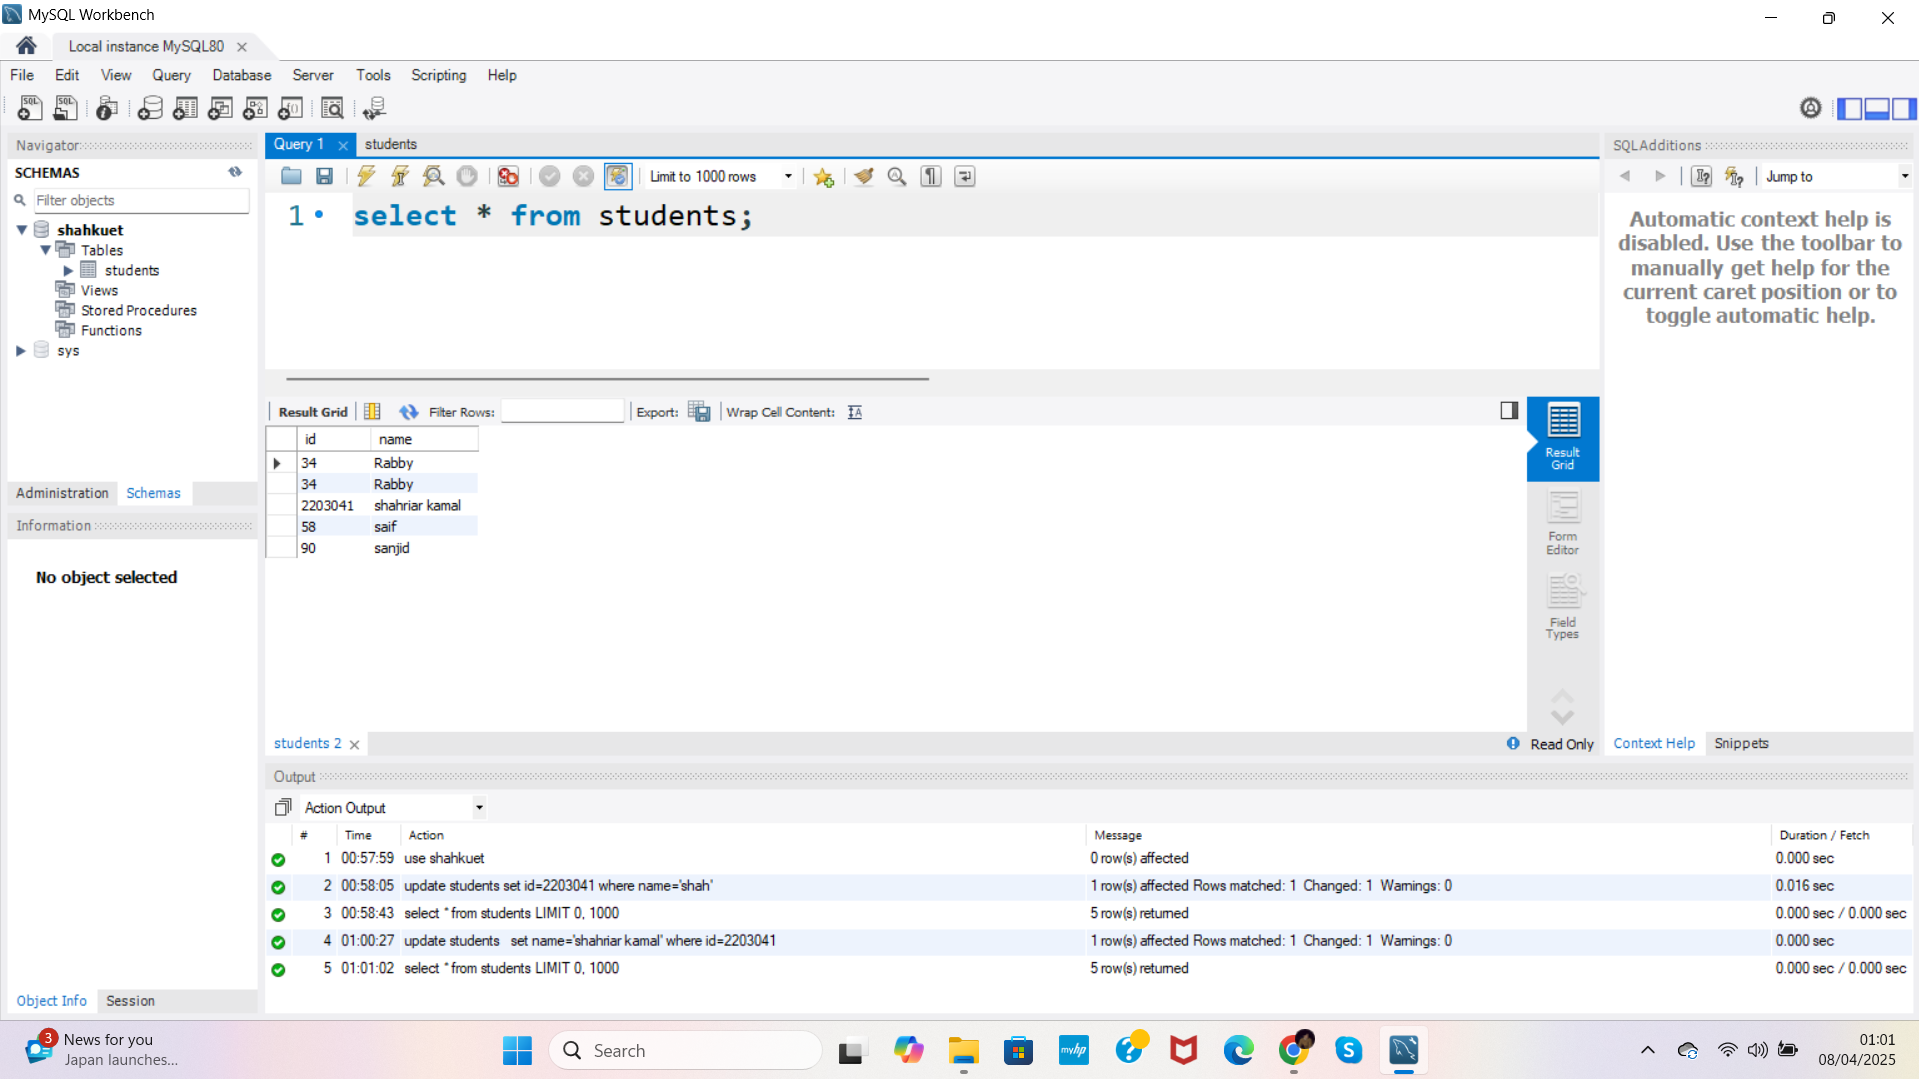 MySQL Workbench
Local instance MySQL80
File Edit View Query Database Server Tools Scripting Help
Navigator
SCHEMAS
Filter objects
shahkuet
Tables
students
Views
Stored Procedures
Functions
sys
Administration Schemas
Information
No object selected
Object Info Session
Query 1 students
Limit to 1000 rows
1 select * from students;
Result Grid Filter Rows: Export: Wrap Cell Content:
id name
34 Rabby
34 Rabby
2203041 shahriar kamal
58 saif
90 sanjid
Result
Grid
Form
Editor
Field
Types
students 2
Read Only
SQLAdditions
Jump to
Automatic context help is
disabled. Use the toolbar to
manually get help for the
current caret position or to
toggle automatic help.
Context Help Snippets
Output
Action Output
# Time Action Message Duration / Fetch
1 00:57:59 use shahkuet 0 row(s) affected 0.000 sec
2 00:58:05 update students set id=2203041 where name='shah' 1 row(s) affected Rows matched: 1 Changed: 1 Warnings: 0 0.016 sec
3 00:58:43 select * from students LIMIT 0, 1000 5 row(s) returned 0.000 sec / 0.000 sec
4 01:00:27 update students set name='shahriar kamal' where id=2203041 1 row(s) affected Rows matched: 1 Changed: 1 Warnings: 0 0.000 sec
5 01:01:02 select * from students LIMIT 0, 1000 5 row(s) returned 0.000 sec / 0.000 sec
3
News for you
Japan launches...
Search
myhp
01:01
08/04/2025